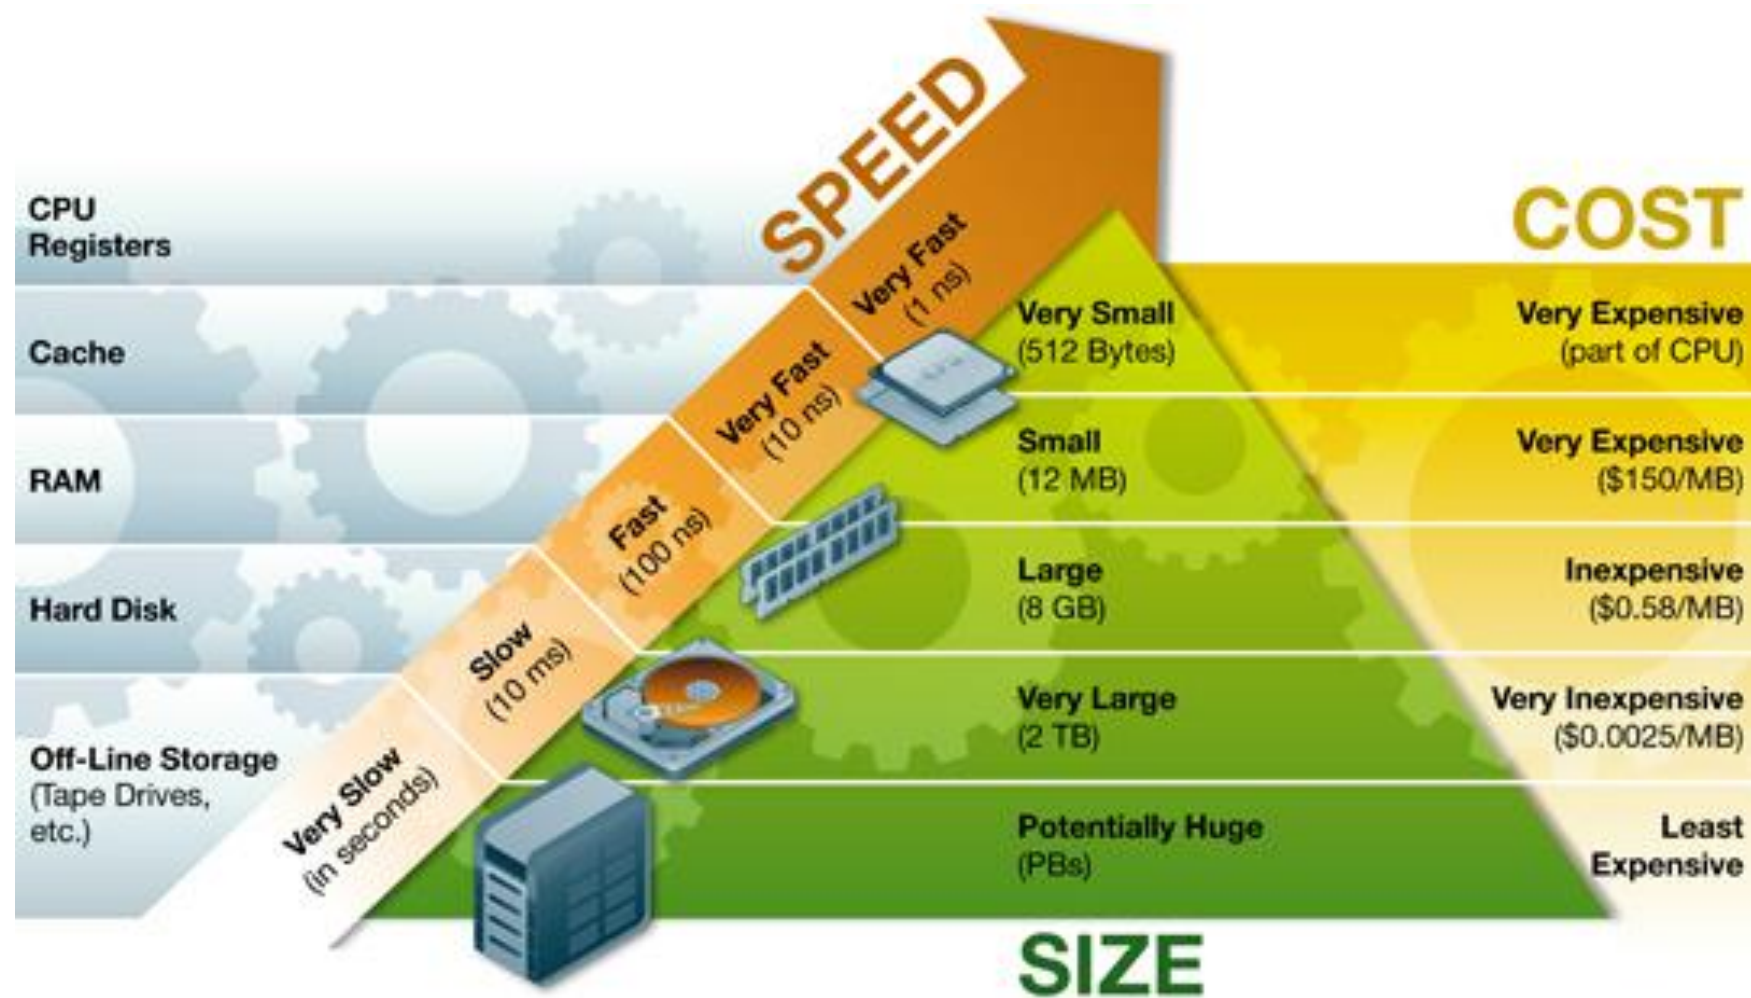 SPEED
COST
CPU
Registers
Very Fast
(1 ns)
Very Small
(512 Bytes)
Very Expensive
(part of CPU)
Cache
Very Fast
(10 ns)
Small
(12 MB)
Very Expensive
($150/MB)
RAM
Fast
(100 ns)
Large
(8 GB)
Inexpensive
($0.58/MB)
Hard Disk
Slow
(10 ms)
Very Large
(2 TB)
Very Inexpensive
($0.0025/MB)
Off-Line Storage
(Tape Drives,
etc.)
Very Slow
(in seconds)
Potentially Huge
(PBs)
Least
Expensive
SIZE